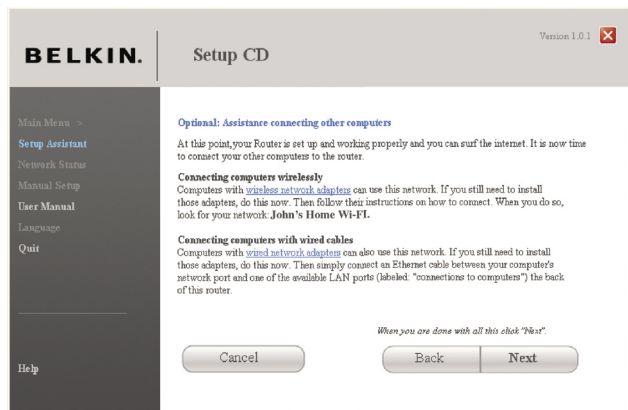 BELKIN.
Setup CD
Version 1.0.1
Main Menu >
Setup Assistant
Network Status
Manual Setup
User Manual
Language
Quit
Help
Optional: Assistance connecting other computers
At this point,your Router is set up and working properly and you can surf the internet. It is now time
to connect your other computers to the router.
Connecting computers wirelessly
Computers with wireless network adapters can use this network. If you still need to install
those adapters, do this now. Then follow their instructions on how to connect. When you do so,
look for your network: John's Home Wi-FI.
Connecting computers with wired cables
Computers with wired network adapters can also use this network. If you still need to install
those adapters, do this now. Then simply connect an Ethernet cable between your computer's
network port and one of the available LAN ports (labeled: "connections to computers") the back
of this router.
When you are done with all this click "Next".
Cancel
Back
Next